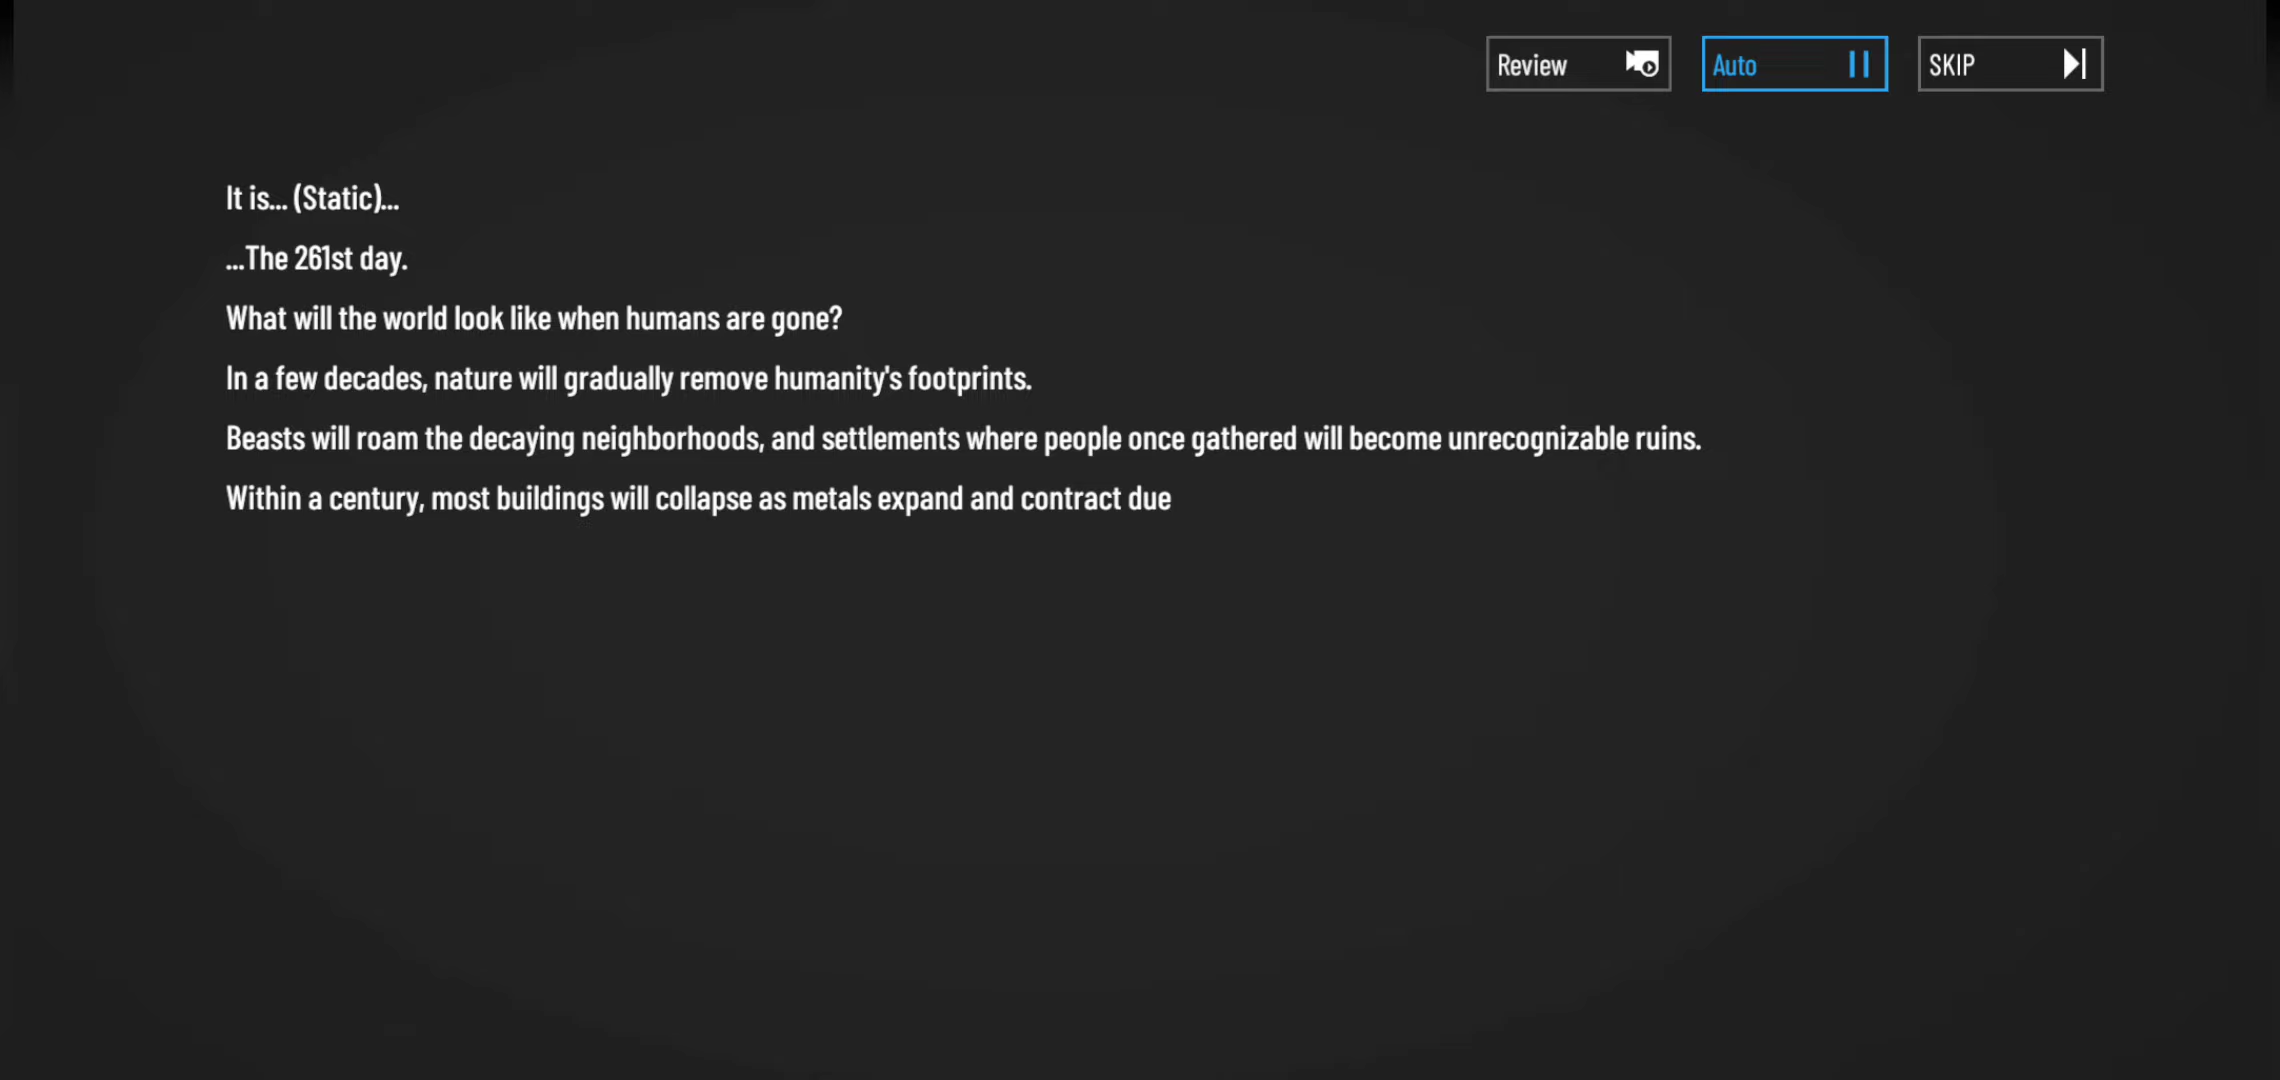 Review
Auto
SKIP
It is... (Static)...
...The 261st day.
What will the world look like when humans are gone?
In a few decades, nature will gradually remove humanity's footprints.
Beasts will roam the decaying neighborhoods, and settlements where people once gathered will become unrecognizable ruins.
Within a century, most buildings will collapse as metals expand and contract due